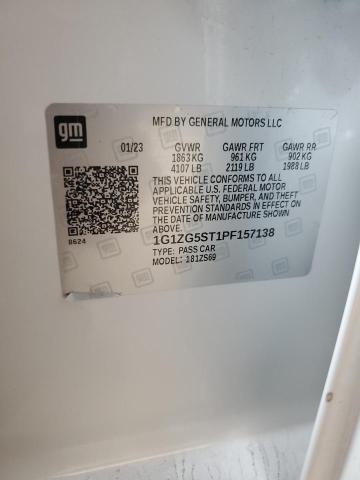 gm
MFD BY GENERAL MOTORS LLC
01/23 GVWR GAWR FRT GAWR RR
1863 KG 961 KG 902 KG
4107 LB 2119 LB 1988 LB
THIS VEHICLE CONFORMS TO ALL
APPLICABLE U.S. FEDERAL MOTOR
VEHICLE SAFETY, BUMPER, AND THEFT
PREVENTION STANDARDS IN EFFECT ON
THE DATE OF MANUFACTURE SHOWN ABOVE.
8624
1G1ZG5ST1PF157138
TYPE: PASS CAR
MODEL: 181ZS69